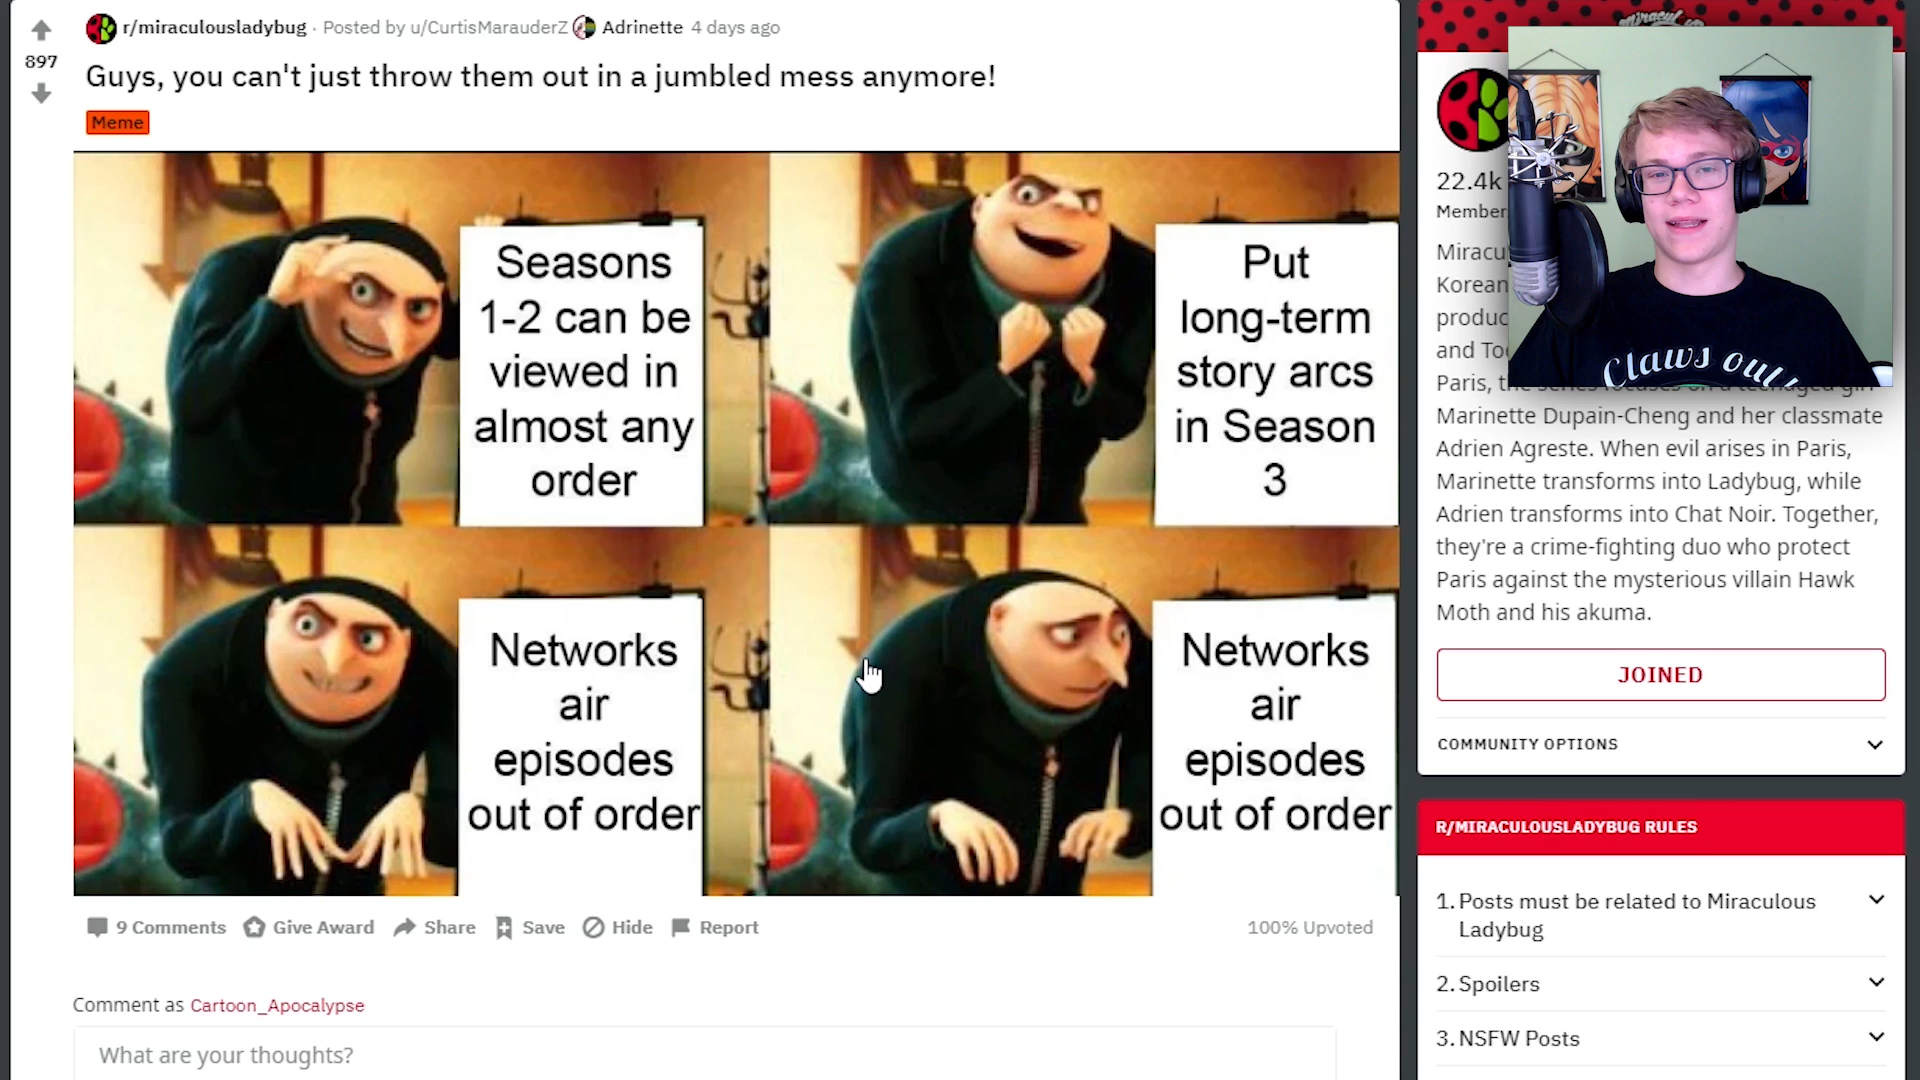 r/miraculousladybug · Posted by u/CurtisMarauderZ Adrinette 4 days ago
897
Guys, you can't just throw them out in a jumbled mess anymore!
Meme
Seasons
1-2 can be
viewed in
almost any
order
Put
long-term
story arcs
in Season
3
Networks
air
episodes
out of order
Networks
air
episodes
out of order
9 Comments Give Award Share Save Hide Report 100% Upvoted
Comment as Cartoon_Apocalypse
What are your thoughts?
22.4k
Claws out!
Paris,
Marinette Dupain-Cheng and her classmate
Adrien Agreste. When evil arises in Paris,
Marinette transforms into Ladybug, while
Adrien transforms into Chat Noir. Together,
they're a crime-fighting duo who protect
Paris against the mysterious villain Hawk
Moth and his akuma.
JOINED
COMMUNITY OPTIONS
R/MIRACULOUSLADYBUG RULES
1. Posts must be related to Miraculous
Ladybug
2. Spoilers
3. NSFW Posts